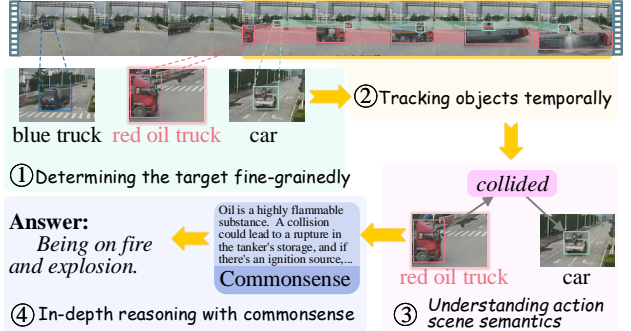 blue truck
red oil truck
car
①Determining the target fine-grainedly
②Tracking objects temporally
collided
red oil truck
car
③Understanding action
scene semantics
Oil is a highly flammable
substance. A collision
could lead to a rupture in
the tanker's storage, and if
there's an ignition source,...
Commonsense
Answer:
Being on fire
and explosion.
④In-depth reasoning with commonsense